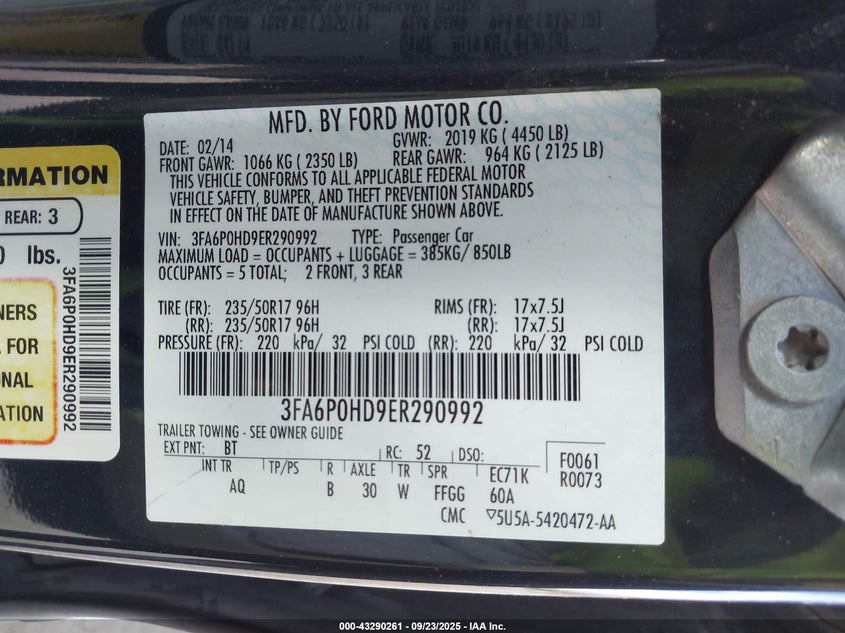 MFD. BY FORD MOTOR CO.
DATE: 02/14 GVWR: 2019 KG ( 4450 LB)
FRONT GAWR: 1066 KG ( 2350 LB) REAR GAWR: 964 KG ( 2125 LB)
THIS VEHICLE CONFORMS TO ALL APPLICABLE FEDERAL MOTOR
VEHICLE SAFETY, BUMPER, AND THEFT PREVENTION STANDARDS
IN EFFECT ON THE DATE OF MANUFACTURE SHOWN ABOVE.
VIN: 3FA6P0HD9ER290992 TYPE: Passenger Car
MAXIMUM LOAD = OCCUPANTS + LUGGAGE = 385KG/ 850LB
OCCUPANTS = 5 TOTAL; 2 FRONT, 3 REAR
TIRE (FR): 235/50R17 96H RIMS (FR): 17x7.5J
(RR): 235/50R17 96H (RR): 17x7.5J
PRESSURE (FR): 220 kPa/ 32 PSI COLD (RR): 220 kPa/ 32 PSI COLD
3FA6P0HD9ER290992
TRAILER TOWING - SEE OWNER GUIDE
EXT PNT: BT RC: 52 DSO: F0061
R0073
INT TR TP/PS R AXLE TR SPR EC71K
AQ B 30 W FFGG 60A
CMC ▽5U5A-5420472-AA
RMATION
REAR: 3
0 lbs.
NERS
L FOR
ONAL
ATION
3FA6P0HD9ER290992
000-43290261 - 09/23/2025 - IAA Inc.